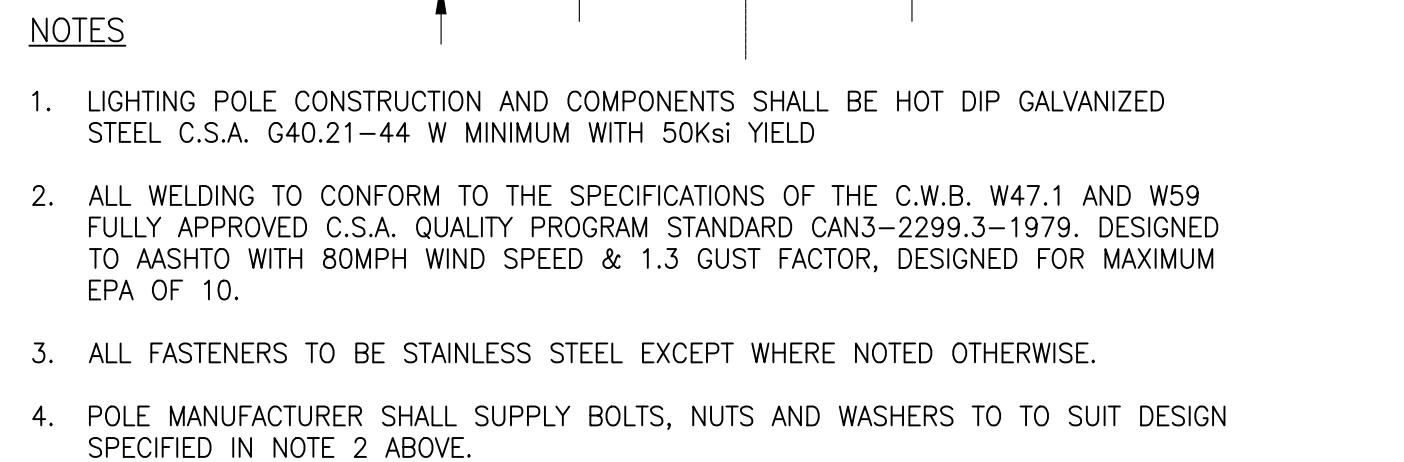 NOTES
1. LIGHTING POLE CONSTRUCTION AND COMPONENTS SHALL BE HOT DIP GALVANIZED
STEEL C.S.A. G40.21-44 W MINIMUM WITH 50Ksi YIELD
2. ALL WELDING TO CONFORM TO THE SPECIFICATIONS OF THE C.W.B. W47.1 AND W59
FULLY APPROVED C.S.A. QUALITY PROGRAM STANDARD CAN3-2299.3-1979. DESIGNED
TO AASHTO WITH 80MPH WIND SPEED & 1.3 GUST FACTOR, DESIGNED FOR MAXIMUM
EPA OF 10.
3. ALL FASTENERS TO BE STAINLESS STEEL EXCEPT WHERE NOTED OTHERWISE.
4. POLE MANUFACTURER SHALL SUPPLY BOLTS, NUTS AND WASHERS TO TO SUIT DESIGN
SPECIFIED IN NOTE 2 ABOVE.